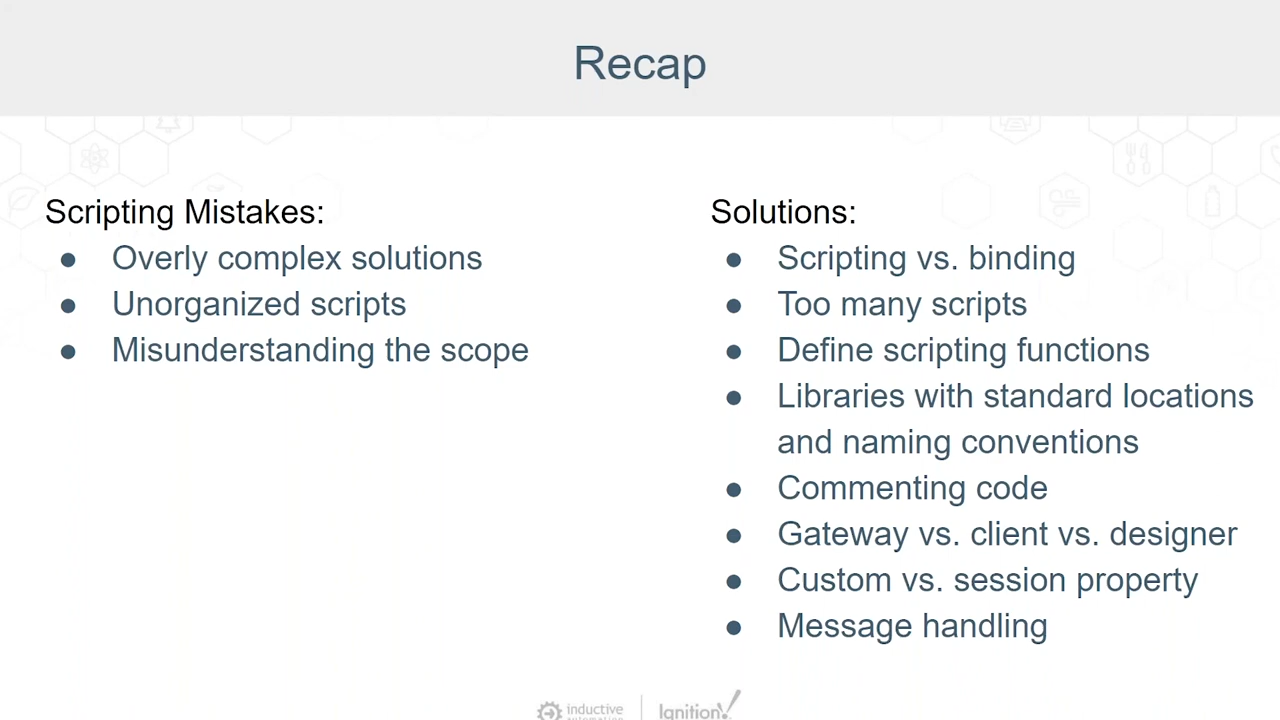 Recap
Scripting Mistakes:
● Overly complex solutions
● Unorganized scripts
● Misunderstanding the scope
Solutions:
● Scripting vs. binding
● Too many scripts
● Define scripting functions
● Libraries with standard locations
and naming conventions
● Commenting code
● Gateway vs. client vs. designer
● Custom vs. session property
● Message handling
inductive
automation
Ignition!